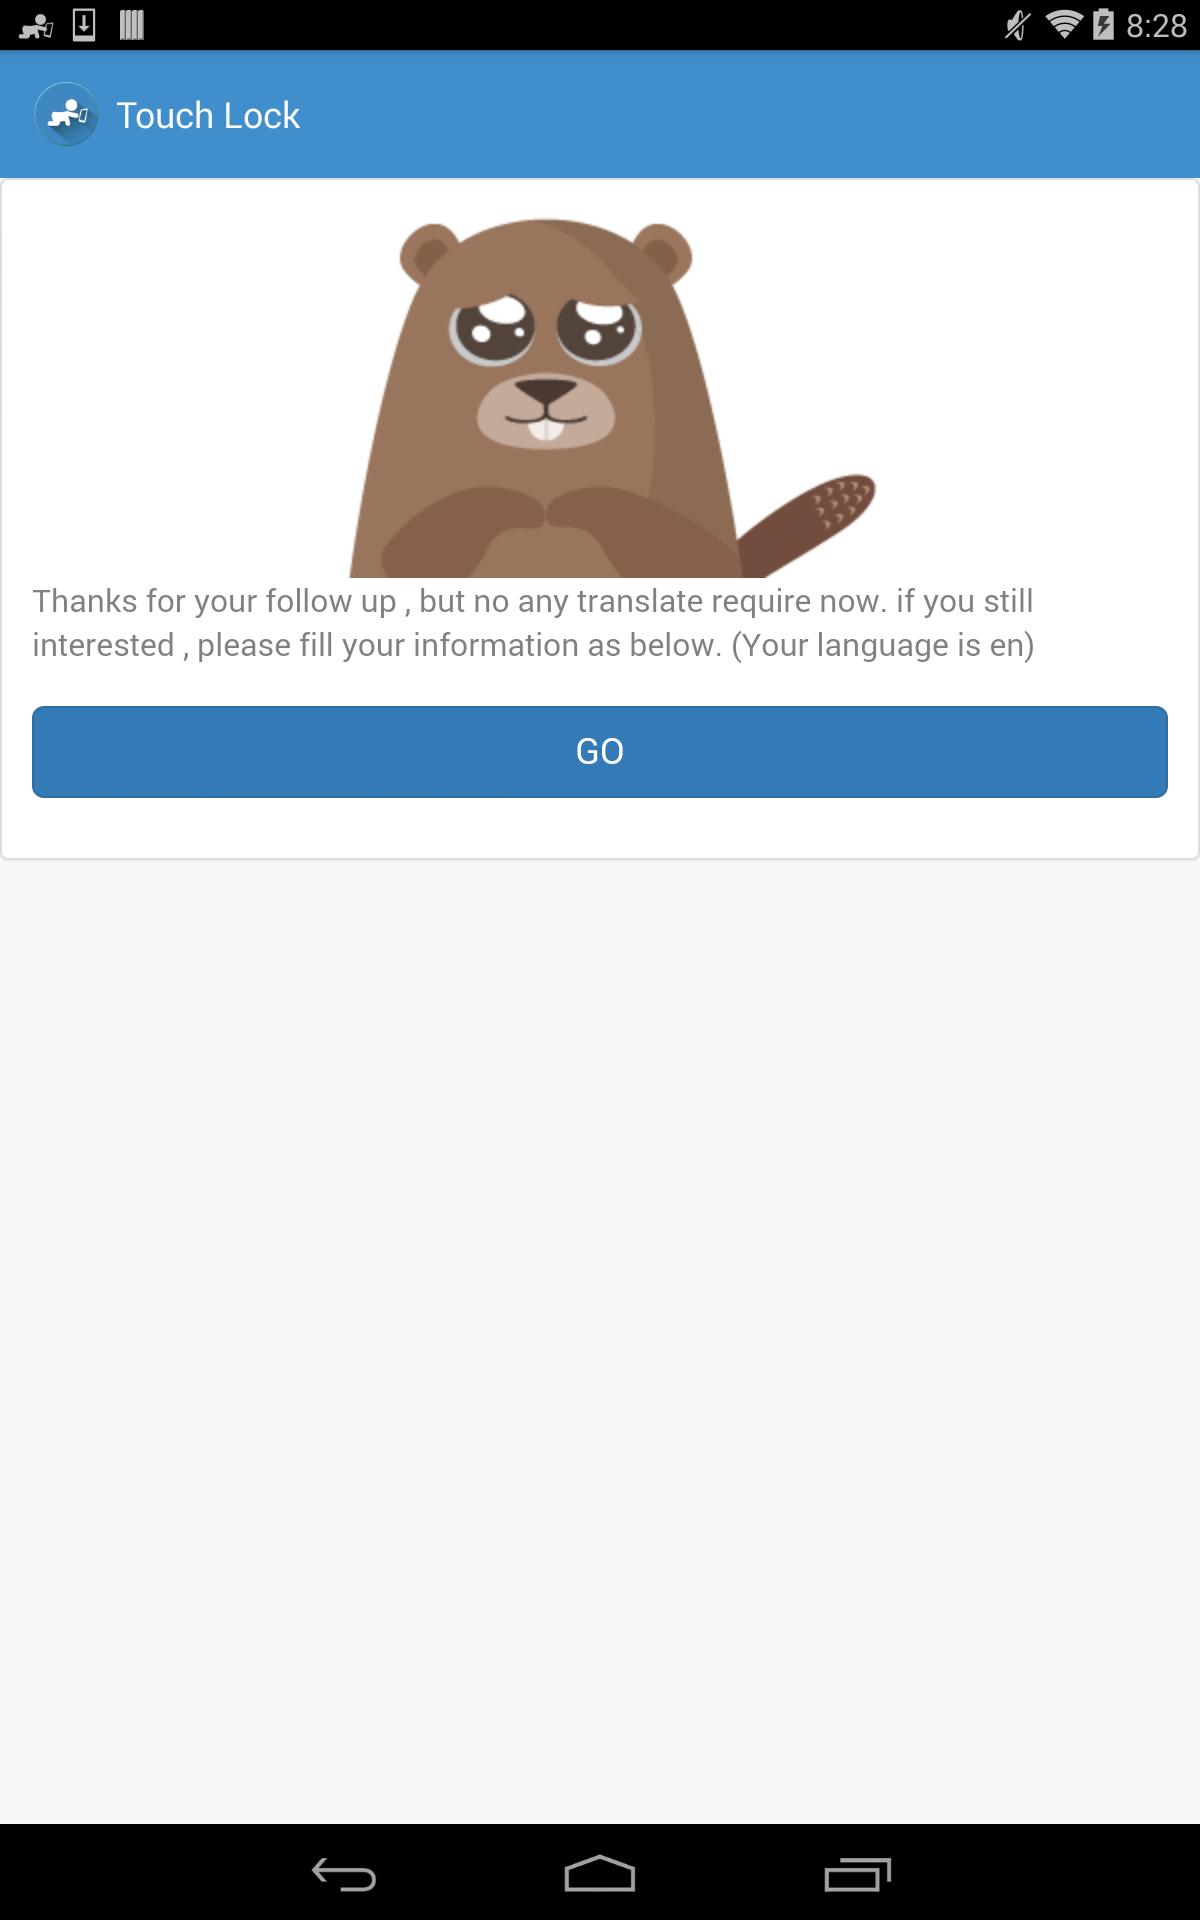 8:28
Touch Lock
Thanks for your follow up , but no any translate require now. if you still
interested , please fill your information as below. (Your language is en)
GO